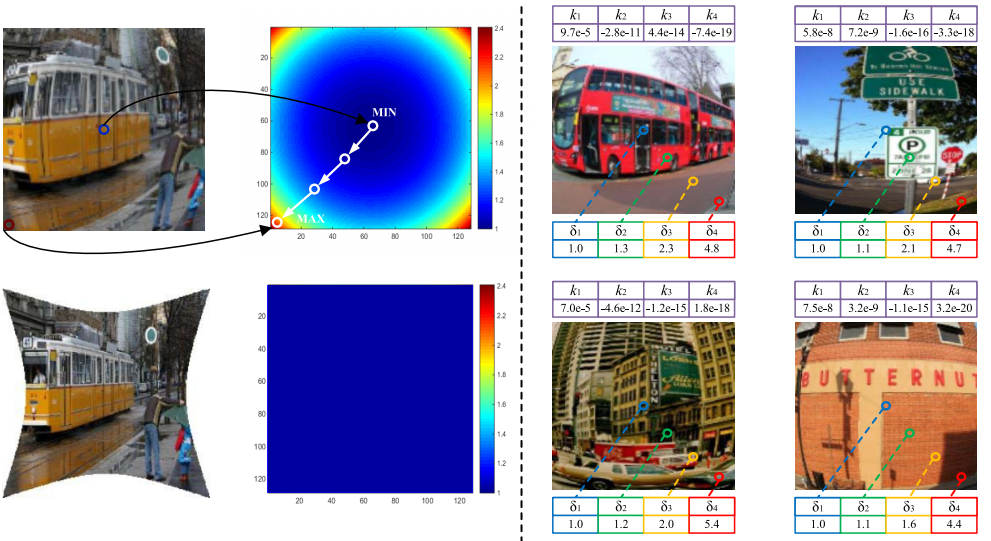 MIN
MAX
20
40
60
80
100
120
20 40 60 80 100 120
2.4
2.2
2
1.8
1.6
1.4
1.2
1
20
40
60
80
100
120
20 40 60 80 100 120
2.4
2.2
2
1.8
1.6
1.4
1.2
1
k1 k2 k3 k4
9.7e-5 -2.8e-11 4.4e-14 -7.4e-19
δ1 δ2 δ3 δ4
1.0 1.3 2.3 4.8
k1 k2 k3 k4
5.8e-8 7.2e-9 -1.6e-16 -3.3e-18
USE
SIDEWALK
4 HOUR
P
STOP
δ1 δ2 δ3 δ4
1.0 1.1 2.1 4.7
k1 k2 k3 k4
7.0e-5 -4.6e-12 -1.2e-15 1.8e-18
δ1 δ2 δ3 δ4
1.0 1.2 2.0 5.4
k1 k2 k3 k4
7.5e-8 3.2e-9 -1.1e-15 3.2e-20
BUTTERNUT
δ1 δ2 δ3 δ4
1.0 1.1 1.6 4.4